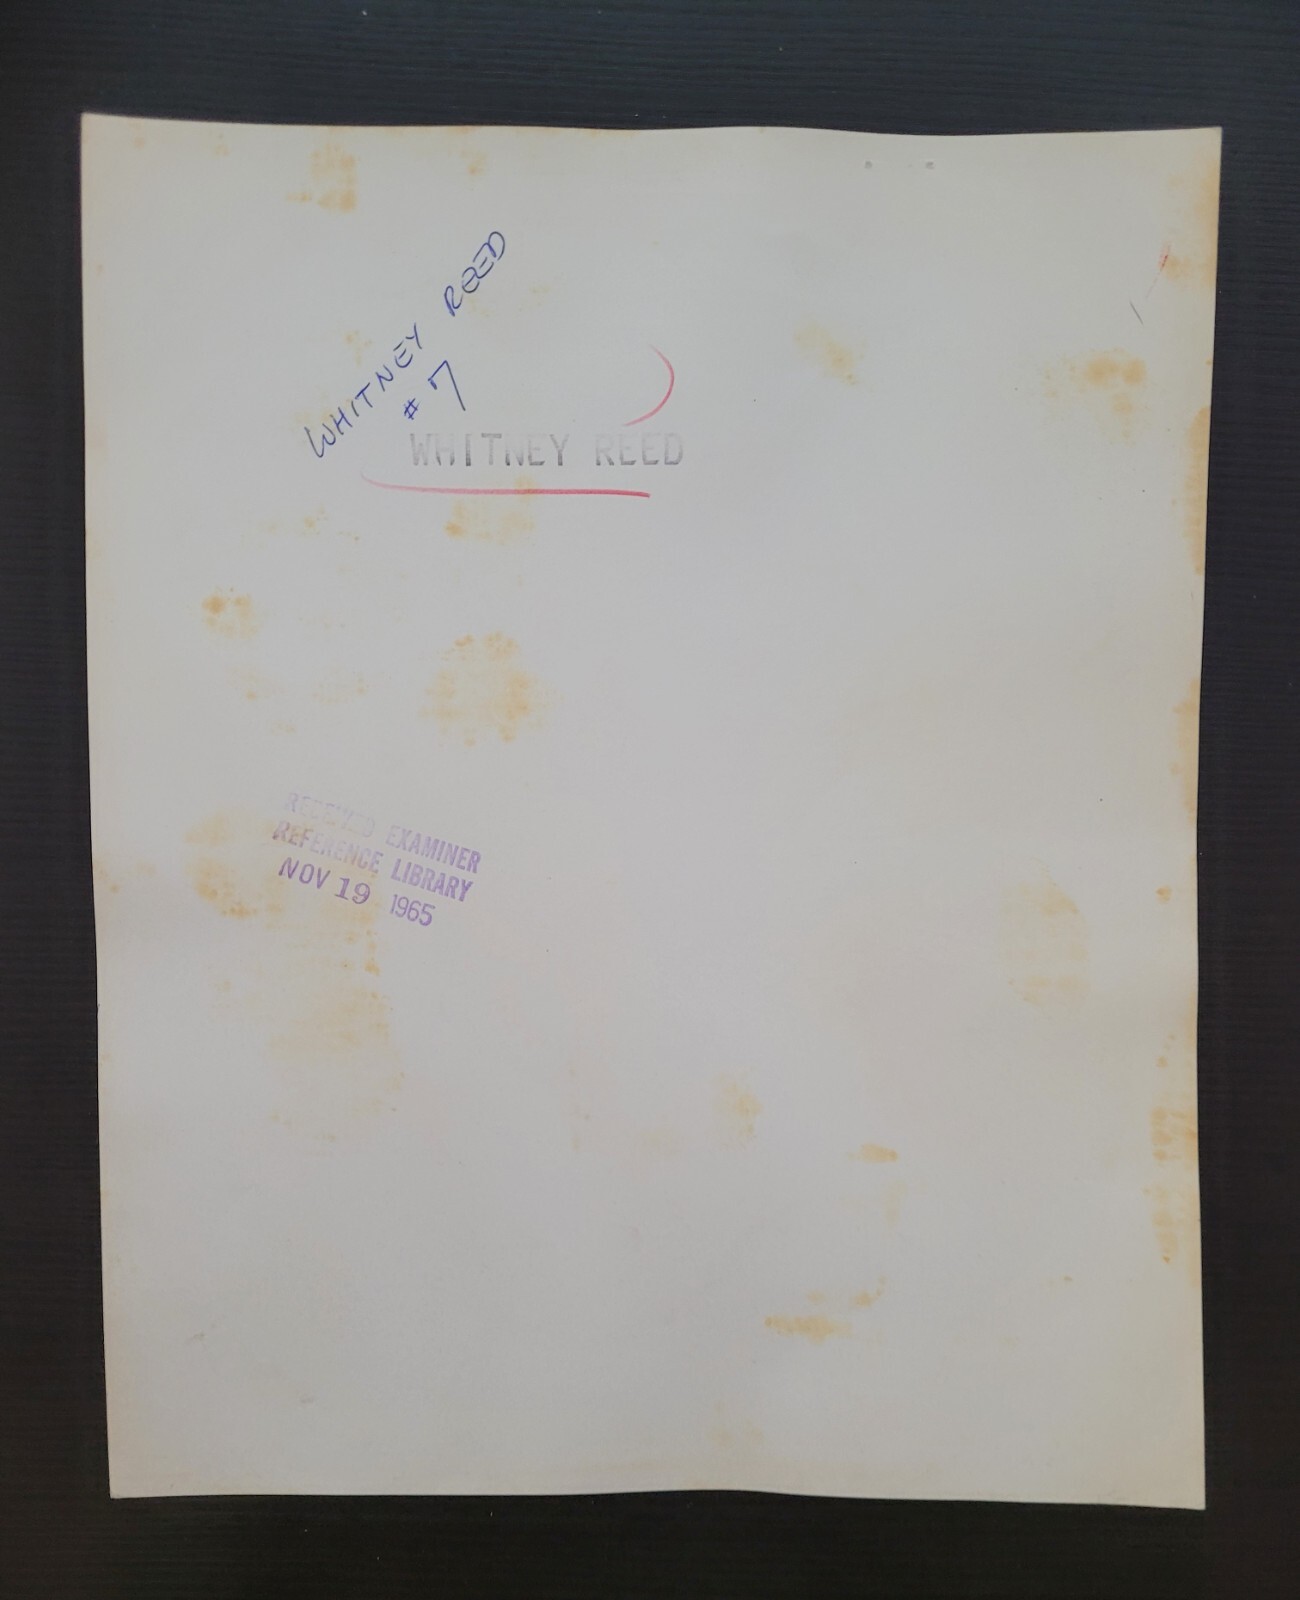 WHITNEY REED
# 7
WHITNEY REED
RECEIVED EXAMINER
REFERENCE LIBRARY
NOV 19 1965